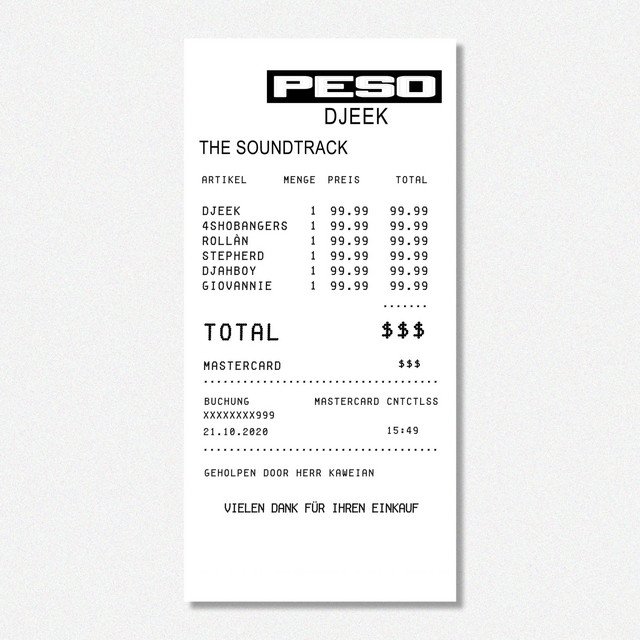 PESO
DJEEK
THE SOUNDTRACK
ARTIKEL MENGE PREIS TOTAL
DJEEK 1 99.99 99.99
4SHOBANGERS 1 99.99 99.99
ROLLÀN 1 99.99 99.99
STEPHERD 1 99.99 99.99
DJAHBOY 1 99.99 99.99
GIOVANNIE 1 99.99 99.99
.......
TOTAL $$$
MASTERCARD $$$
BUCHUNG MASTERCARD CNTCTLSS
XXXXXXXX999
21.10.2020 15:49
GEHOLPEN DOOR HERR KAWEIAN
VIELEN DANK FÜR IHREN EINKAUF